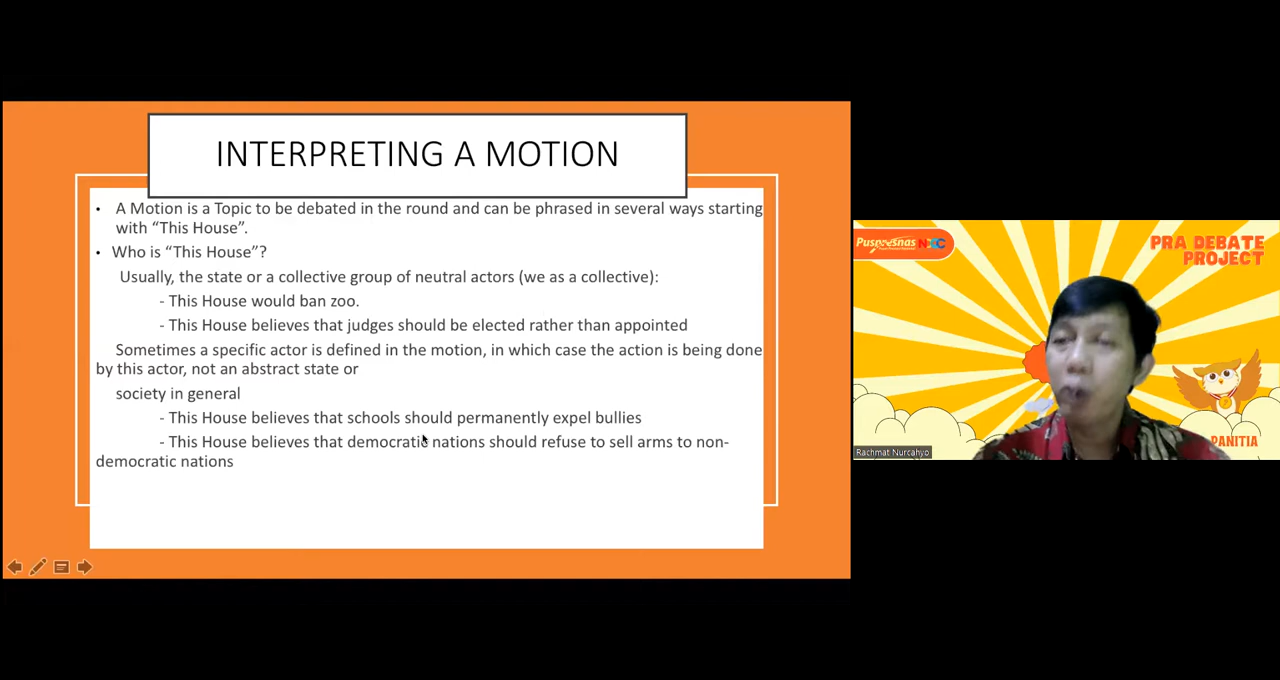 INTERPRETING A MOTION
• A Motion is a Topic to be debated in the round and can be phrased in several ways starting
with “This House”.
• Who is “This House”?
Usually, the state or a collective group of neutral actors (we as a collective):
- This House would ban zoo.
- This House believes that judges should be elected rather than appointed
Sometimes a specific actor is defined in the motion, in which case the action is being done
by this actor, not an abstract state or
society in general
- This House believes that schools should permanently expel bullies
- This House believes that democratic nations should refuse to sell arms to non-
democratic nations
Puspresnas
PRA DEBATE
PROJECT
PANITIA
Rachmat Nurcahyo